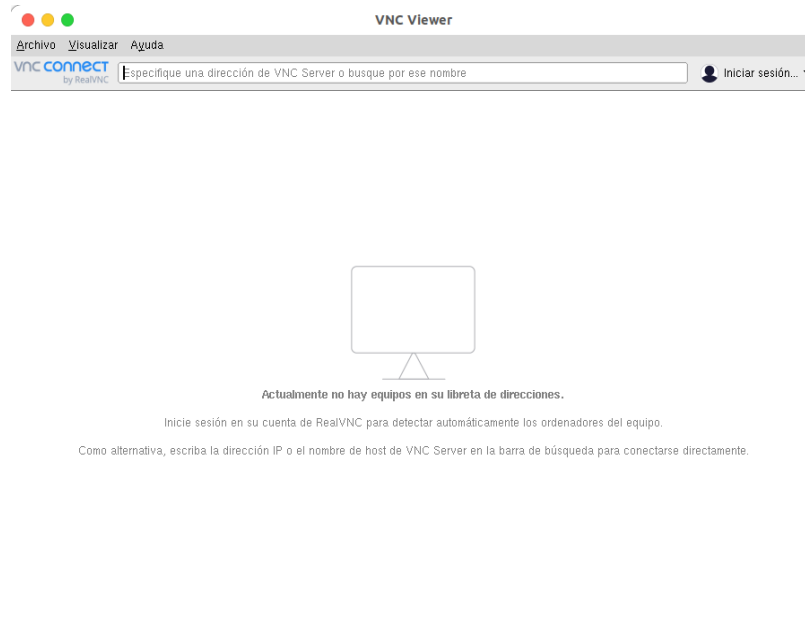 VNC Viewer
Archivo Visualizar Ayuda
vnc connect
by RealVNC
Especifique una dirección de VNC Server o busque por ese nombre
Iniciar sesión...
Actualmente no hay equipos en su libreta de direcciones.
Inicie sesión en su cuenta de RealVNC para detectar automáticamente los ordenadores del equipo.
Como alternativa, escriba la dirección IP o el nombre de host de VNC Server en la barra de búsqueda para conectarse directamente.